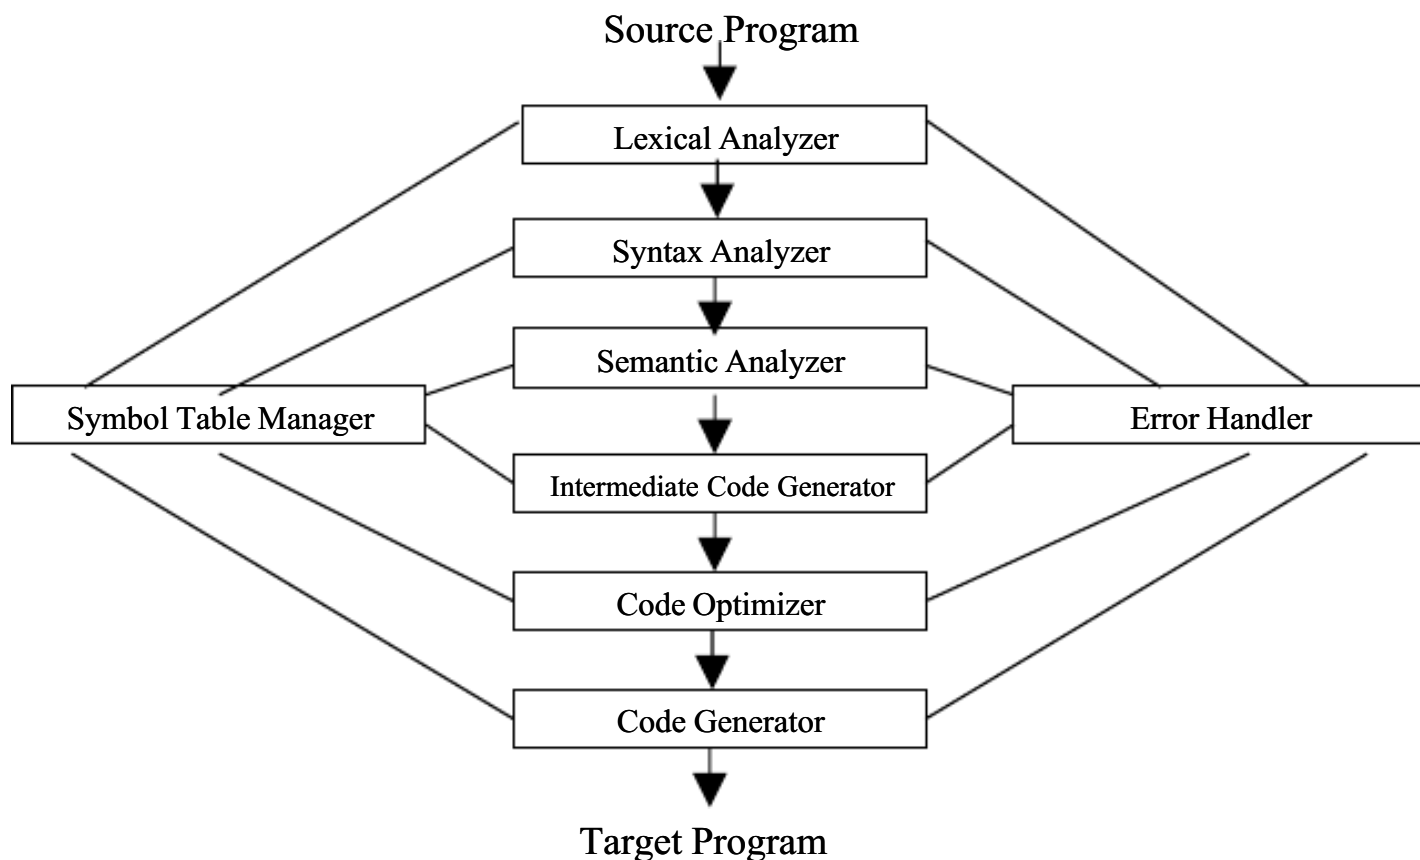 Source Program
Lexical Analyzer
Syntax Analyzer
Semantic Analyzer
Symbol Table Manager
Error Handler
Intermediate Code Generator
Code Optimizer
Code Generator
Target Program